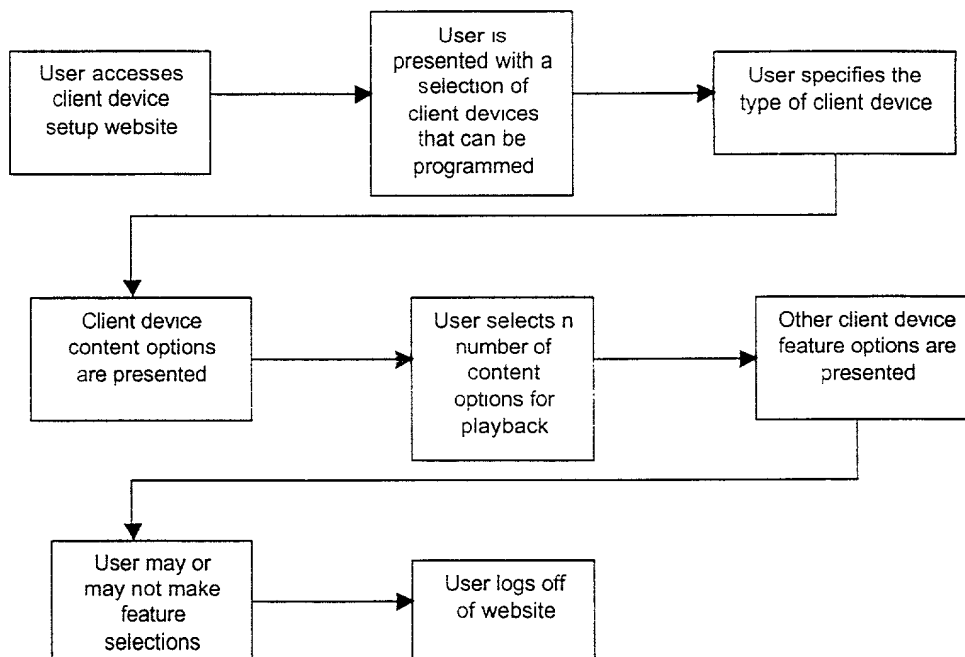 User accesses
client device
setup website
User is
presented with a
selection of
client devices
that can be
programmed
User specifies the
type of client device
Client device
content options
are presented
User selects n
number of
content
options for
playback
Other client device
feature options are
presented
User may or
may not make
feature
selections
User logs off
of website